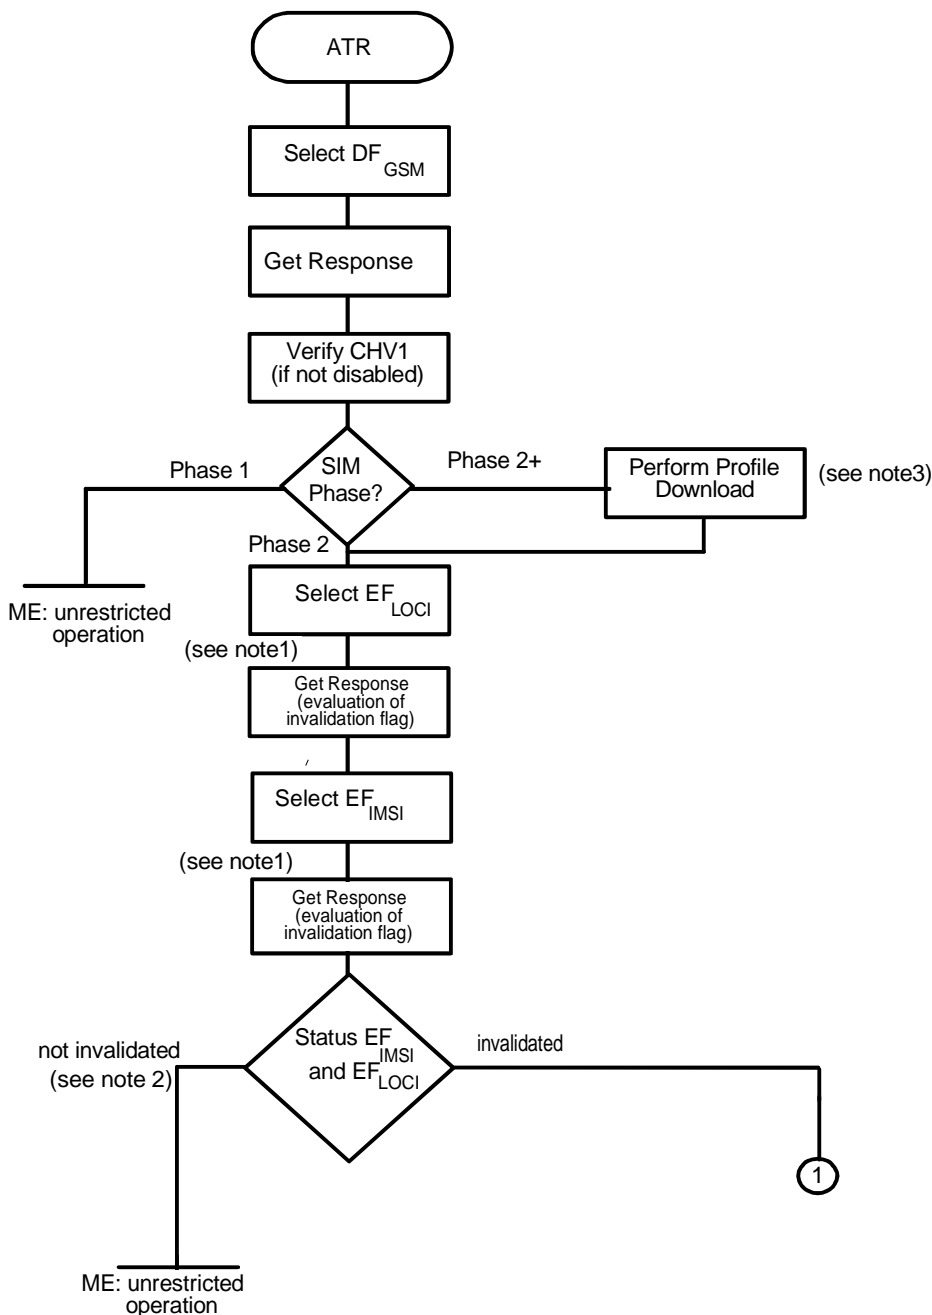 ATR
Select DF GSM
Get Response
Verify CHV1
(if not disabled)
Phase 1
SIM
Phase?
Phase 2+
Perform Profile
Download
(see note3)
Phase 2
Select EF LOCI
ME: unrestricted
operation
(see note1)
Get Response
(evaluation of
invalidation flag)
Select EF IMSI
(see note1)
Get Response
(evaluation of
invalidation flag)
not invalidated
(see note 2)
Status EF IMSI
and EF LOCI
invalidated
1
ME: unrestricted
operation